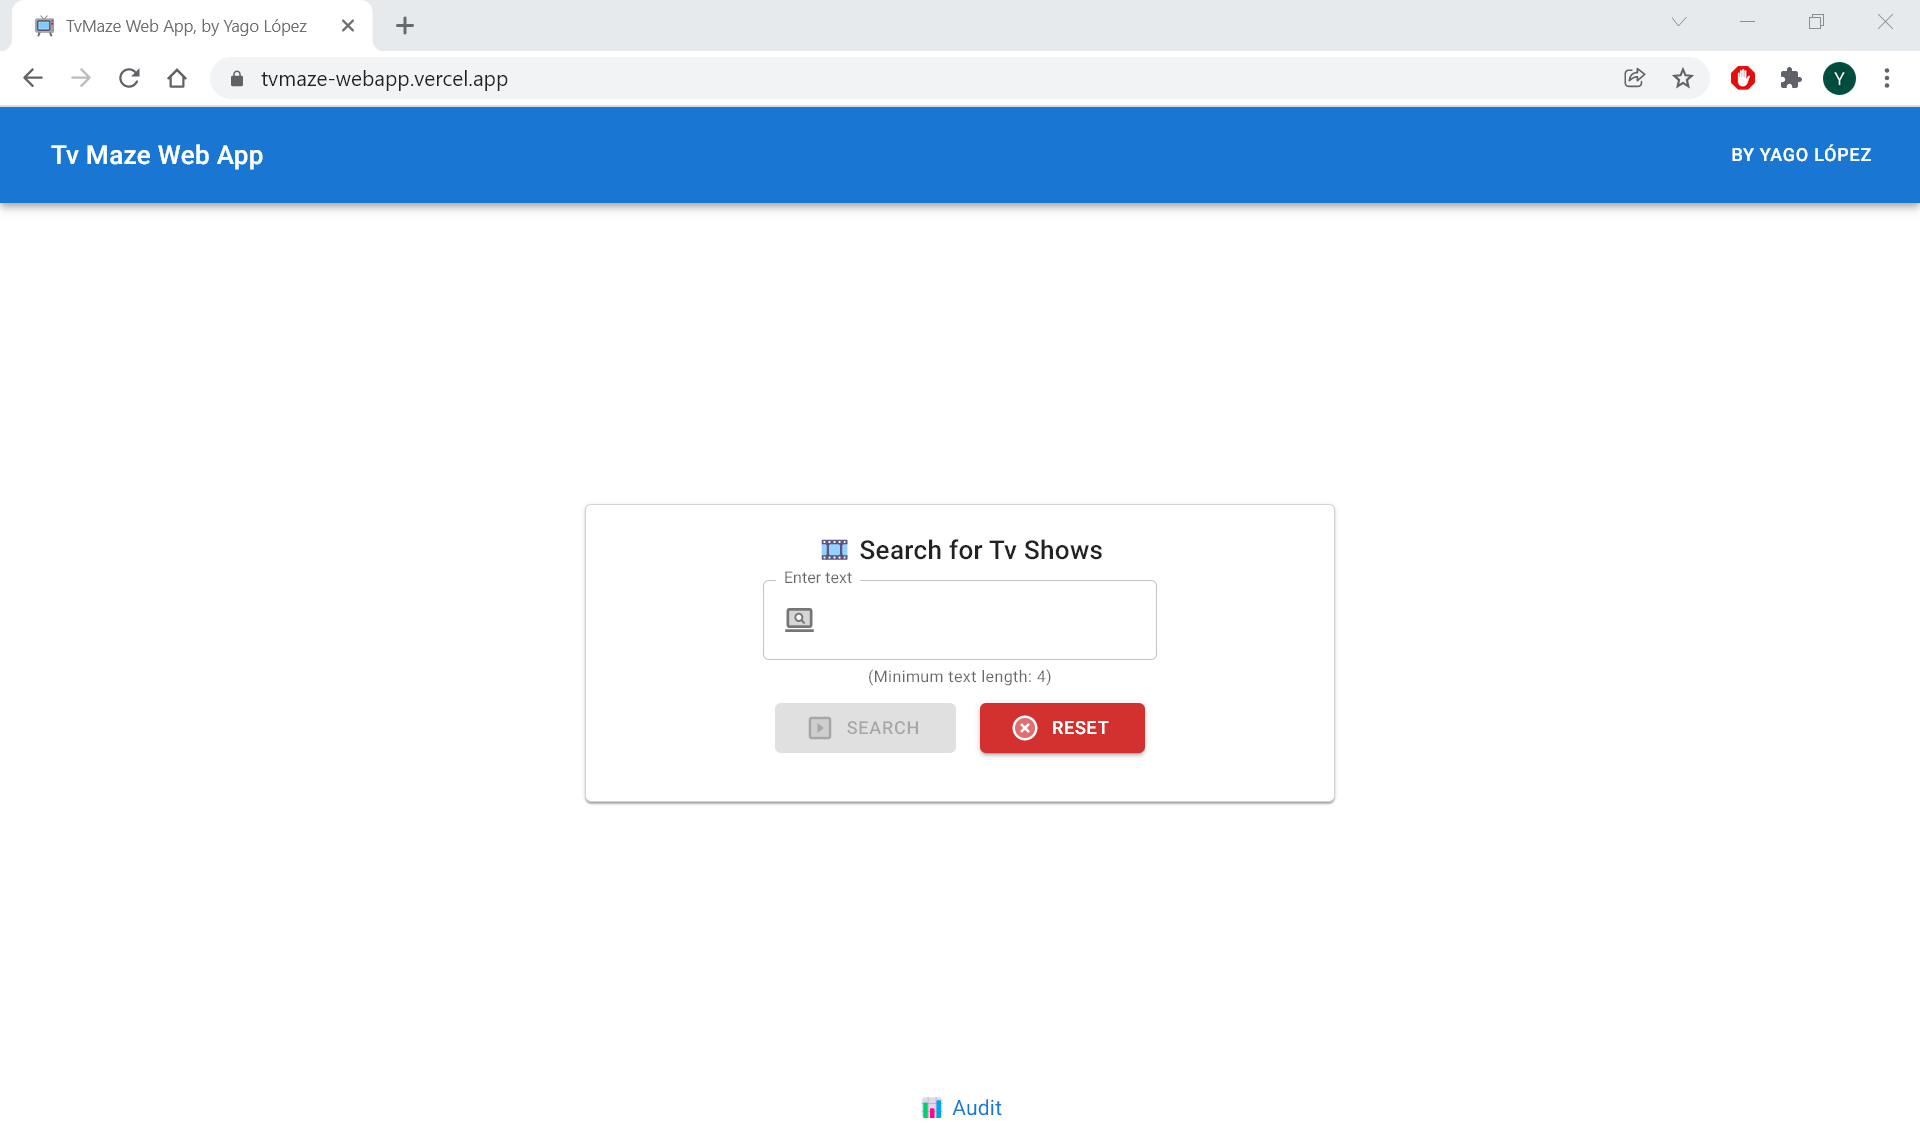 TvMaze Web App, by Yago López
tvmaze-webapp.vercel.app
Y
Tv Maze Web App
BY YAGO LÓPEZ
Search for Tv Shows
Enter text
(Minimum text length: 4)
SEARCH
RESET
Audit